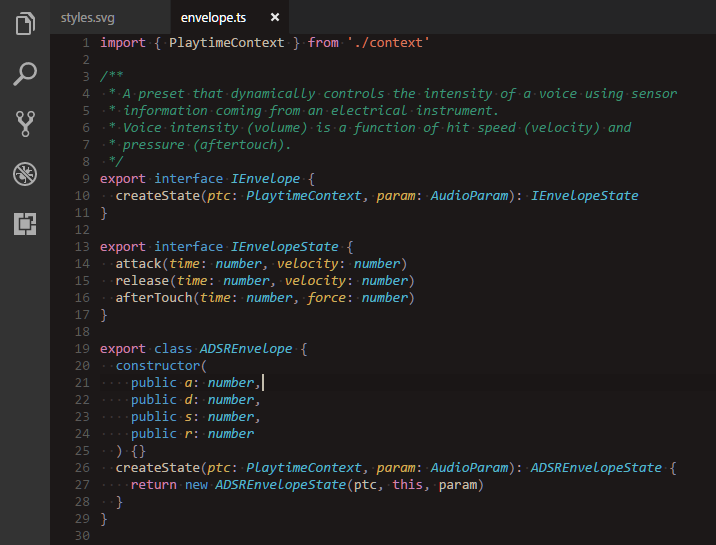 styles.svg envelope.ts ×
1 import { PlaytimeContext } from './context'
2
3 /**
4  * A preset that dynamically controls the intensity of a voice using sensor
5  * information coming from an electrical instrument.
6  * Voice intensity (volume) is a function of hit speed (velocity) and
7  * pressure (aftertouch).
8  */
9 export interface IEnvelope {
10   createState(ptc: PlaytimeContext, param: AudioParam): IEnvelopeState
11 }
12
13 export interface IEnvelopeState {
14   attack(time: number, velocity: number)
15   release(time: number, velocity: number)
16   afterTouch(time: number, force: number)
17 }
18
19 export class ADSREnvelope {
20   constructor(
21     public a: number,
22     public d: number,
23     public s: number,
24     public r: number
25   ) {}
26   createState(ptc: PlaytimeContext, param: AudioParam): ADSREnvelopeState {
27     return new ADSREnvelopeState(ptc, this, param)
28   }
29 }
30